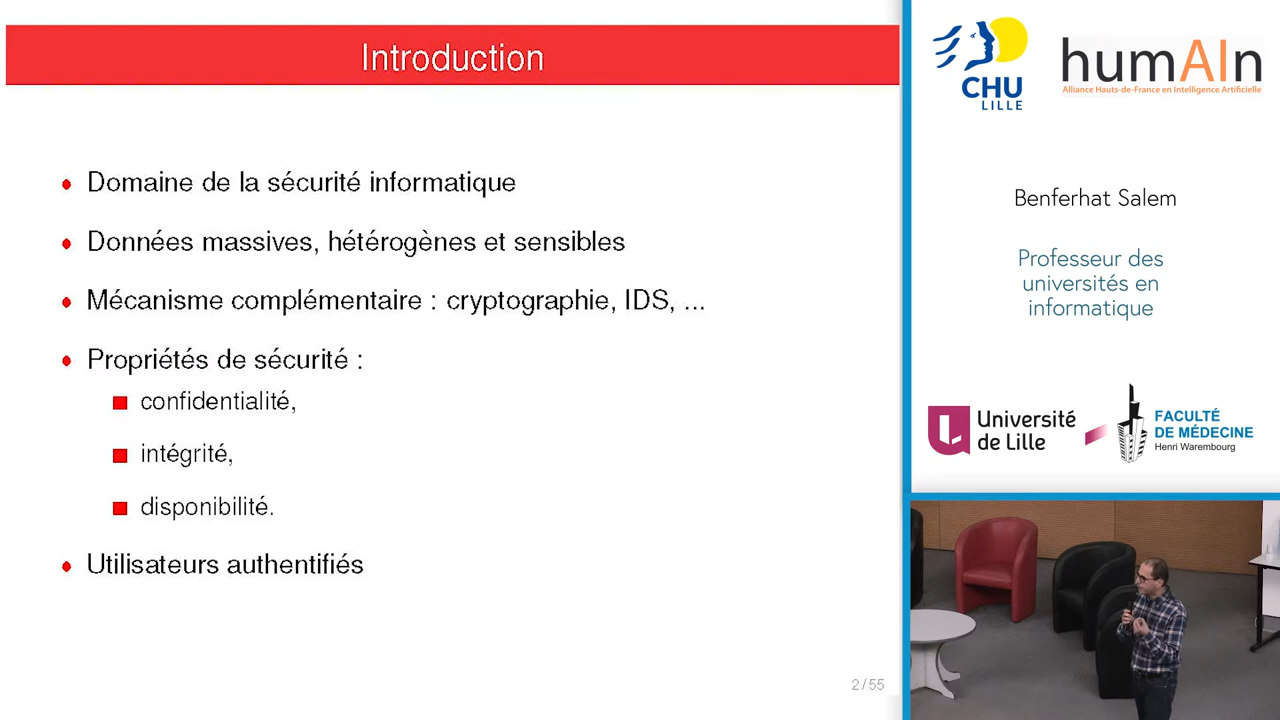 Introduction
Domaine de la sécurité informatique
Données massives, hétérogènes et sensibles
Mécanisme complémentaire : cryptographie, IDS, ...
Propriétés de sécurité :
confidentialité,
intégrité,
disponibilité.
Utilisateurs authentifiés
2/55
CHU
LILLE
humAIn
Alliance Hauts-de-France en Intelligence Artificielle
Benferhat Salem
Professeur des
universités en
informatique
Université
de Lille
FACULTÉ
DE MÉDECINE
Henri Warembourg